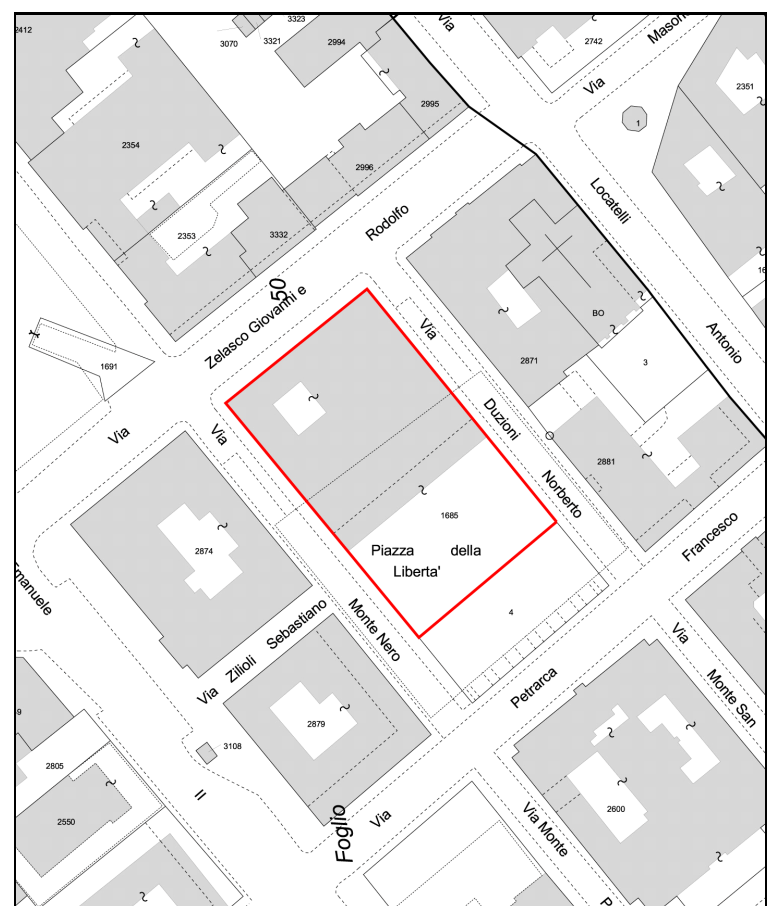 2412
3323
3070
3321
2994
Via
2742
Via
2351
2995
1
2354
2996
Locatelli
2353
3332
Rodolfo
50
Zelasco Giovanni e
Via
BO
Antonio
1691
2871
3
Via
Via
Duzioni
2881
Norberto
1685
Francesco
2874
Piazza della
Liberta'
Emanuele
Monte Nero
4
Via Zilioli Sebastiano
Via
Petrarca
Monte San
2879
3108
2805
II
2600
2550
Foglio
Via
Via Monte